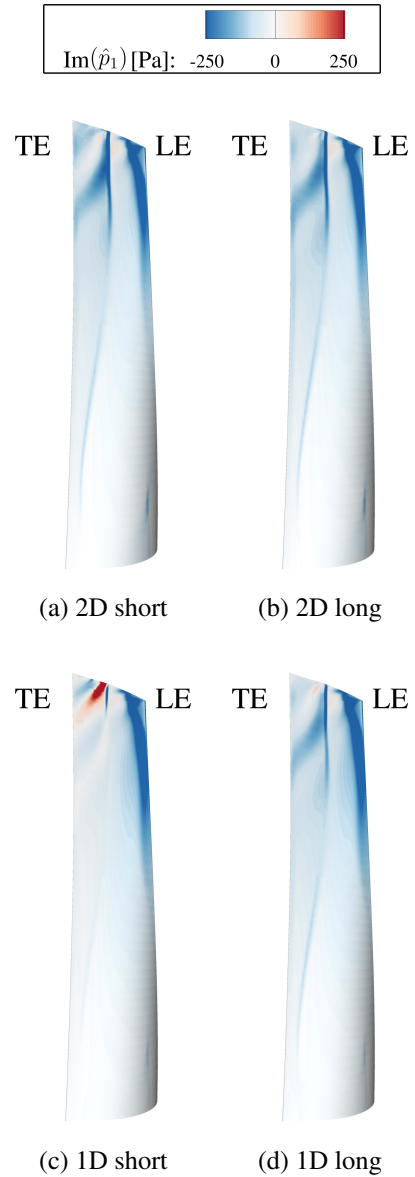 Im(p̂₁) [Pa]: -250 0 250
TE LE TE LE
(a) 2D short (b) 2D long
TE LE TE LE
(c) 1D short (d) 1D long